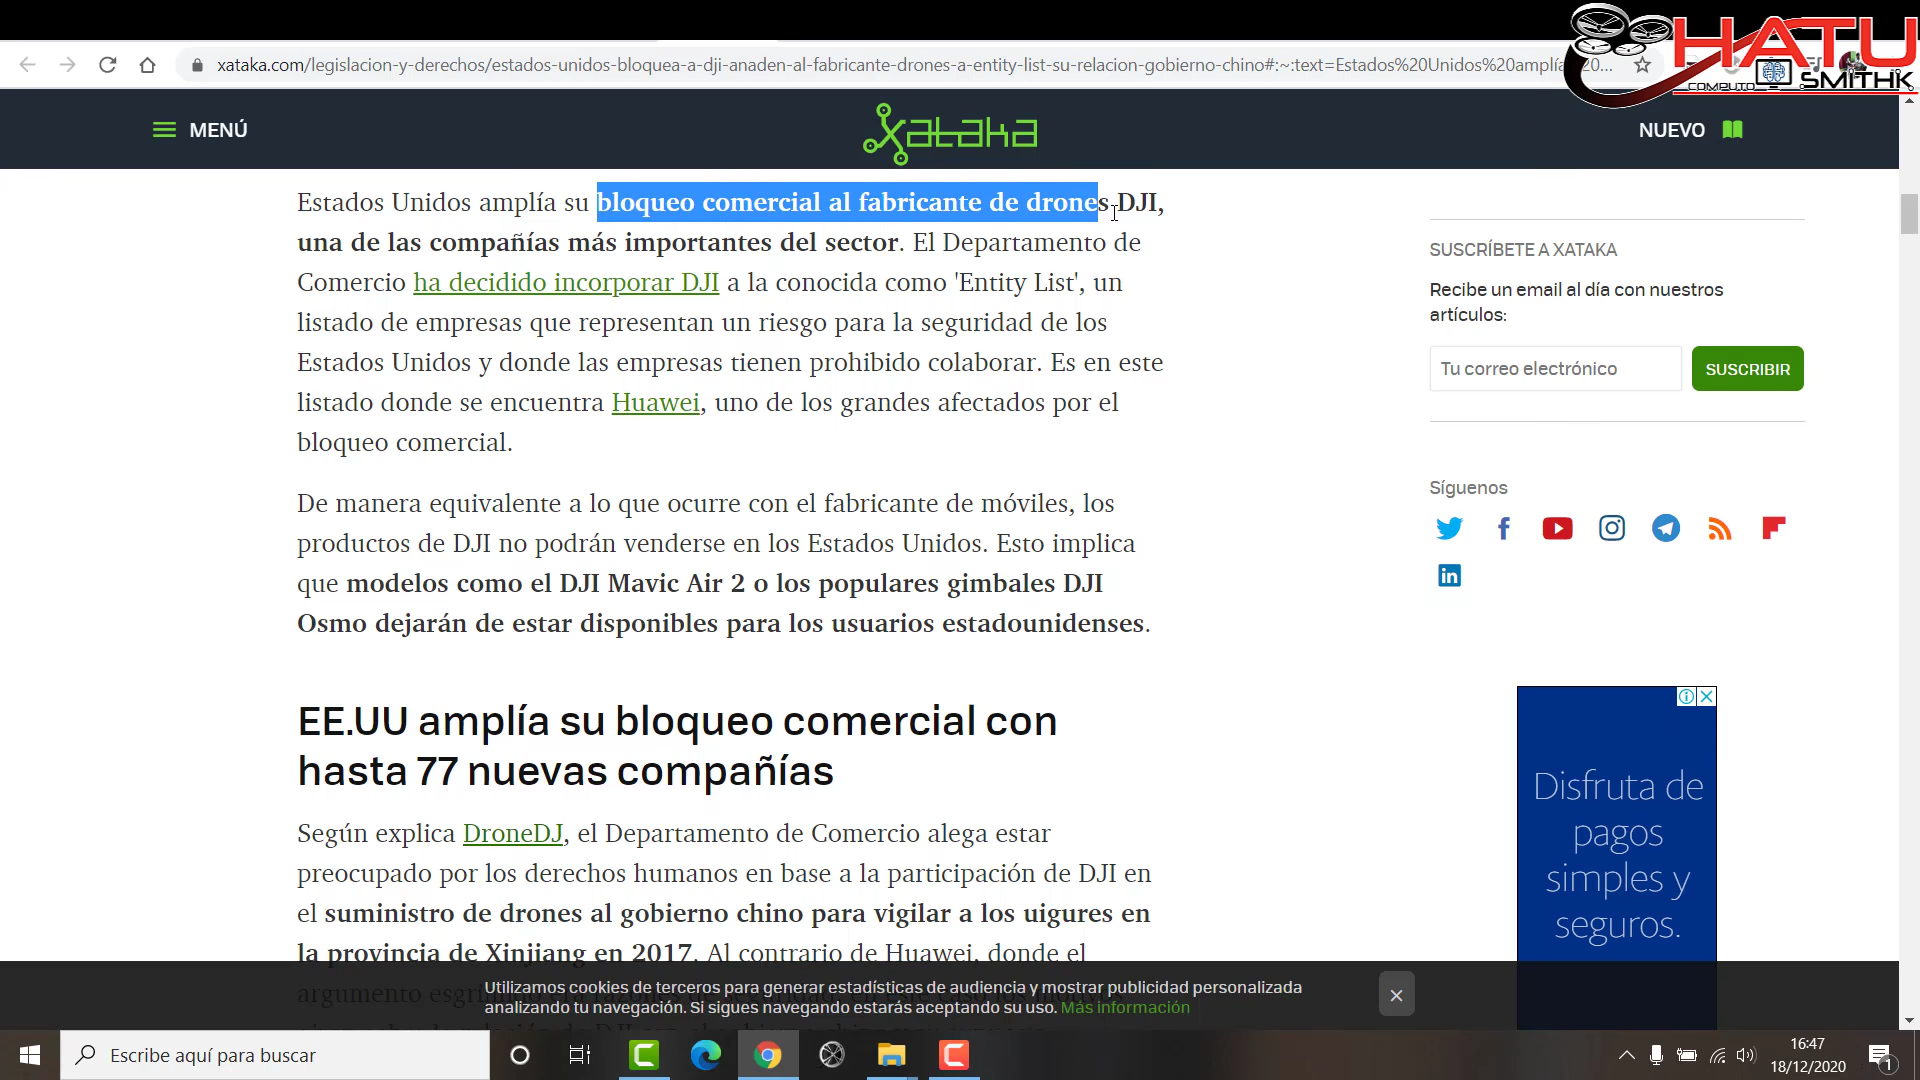 HATU
COMPUTO SMITHK
xataka.com/legislacion-y-derechos/estados-unidos-bloquea-a-dji-anaden-al-fabricante-drones-a-entity-list-su-relacion-gobierno-chino#:~:text=Estados%20Unidos%20amplía%20...
MENÚ
xataka
NUEVO
Estados Unidos amplía su bloqueo comercial al fabricante de drones DJI,
una de las compañías más importantes del sector. El Departamento de
Comercio ha decidido incorporar DJI a la conocida como 'Entity List', un
listado de empresas que representan un riesgo para la seguridad de los
Estados Unidos y donde las empresas tienen prohibido colaborar. Es en este
listado donde se encuentra Huawei, uno de los grandes afectados por el
bloqueo comercial.
De manera equivalente a lo que ocurre con el fabricante de móviles, los
productos de DJI no podrán venderse en los Estados Unidos. Esto implica
que modelos como el DJI Mavic Air 2 o los populares gimbales DJI
Osmo dejarán de estar disponibles para los usuarios estadounidenses.
EE.UU amplía su bloqueo comercial con
hasta 77 nuevas compañías
Según explica DroneDJ, el Departamento de Comercio alega estar
preocupado por los derechos humanos en base a la participación de DJI en
el suministro de drones al gobierno chino para vigilar a los uigures en
la provincia de Xinjiang en 2017. Al contrario de Huawei, donde el
SUSCRÍBETE A XATAKA
Recibe un email al día con nuestros
artículos:
Tu correo electrónico
SUSCRIBIR
Síguenos
Disfruta de
pagos
simples y
seguros.
Utilizamos cookies de terceros para generar estadísticas de audiencia y mostrar publicidad personalizada
analizando tu navegación. Si sigues navegando estarás aceptando su uso. Más información
Escribe aquí para buscar
16:47
18/12/2020
1